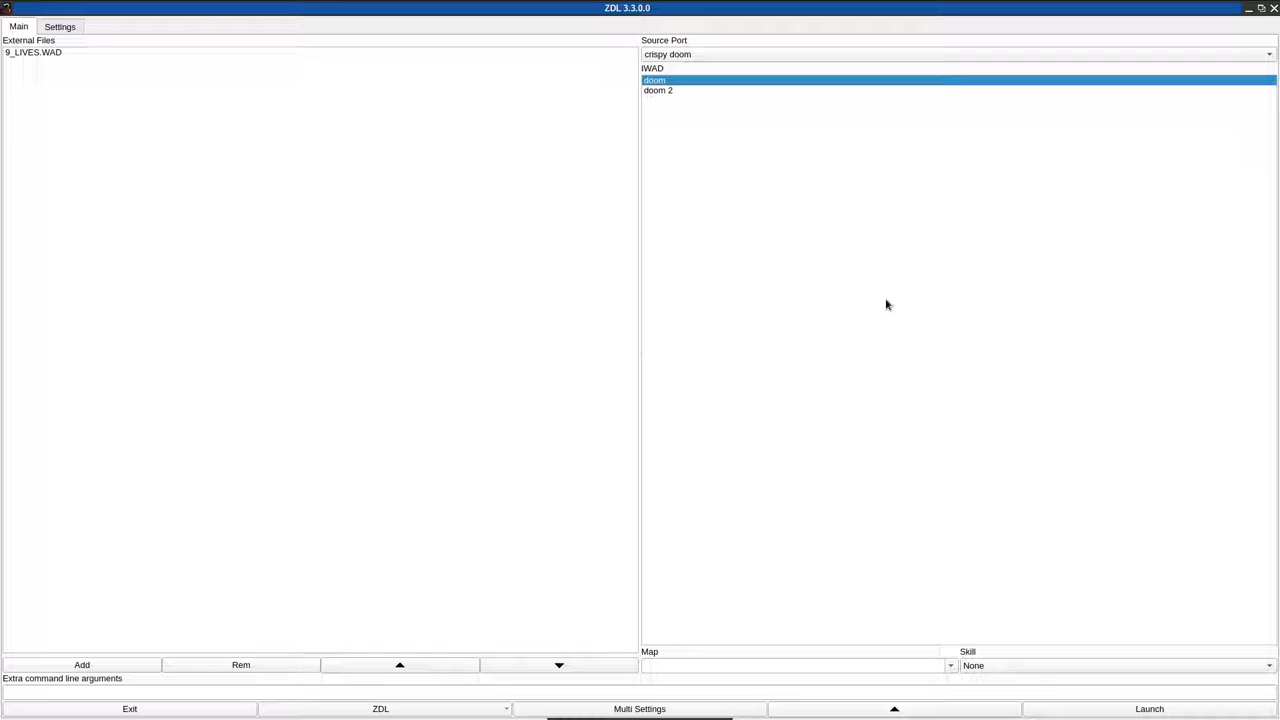 ZDL 3.3.0.0
Main
Settings
External Files
9_LIVES.WAD
Source Port
crispy doom
IWAD
doom
doom 2
Add
Rem
Map
Skill
None
Extra command line arguments
Exit
ZDL
Multi Settings
Launch